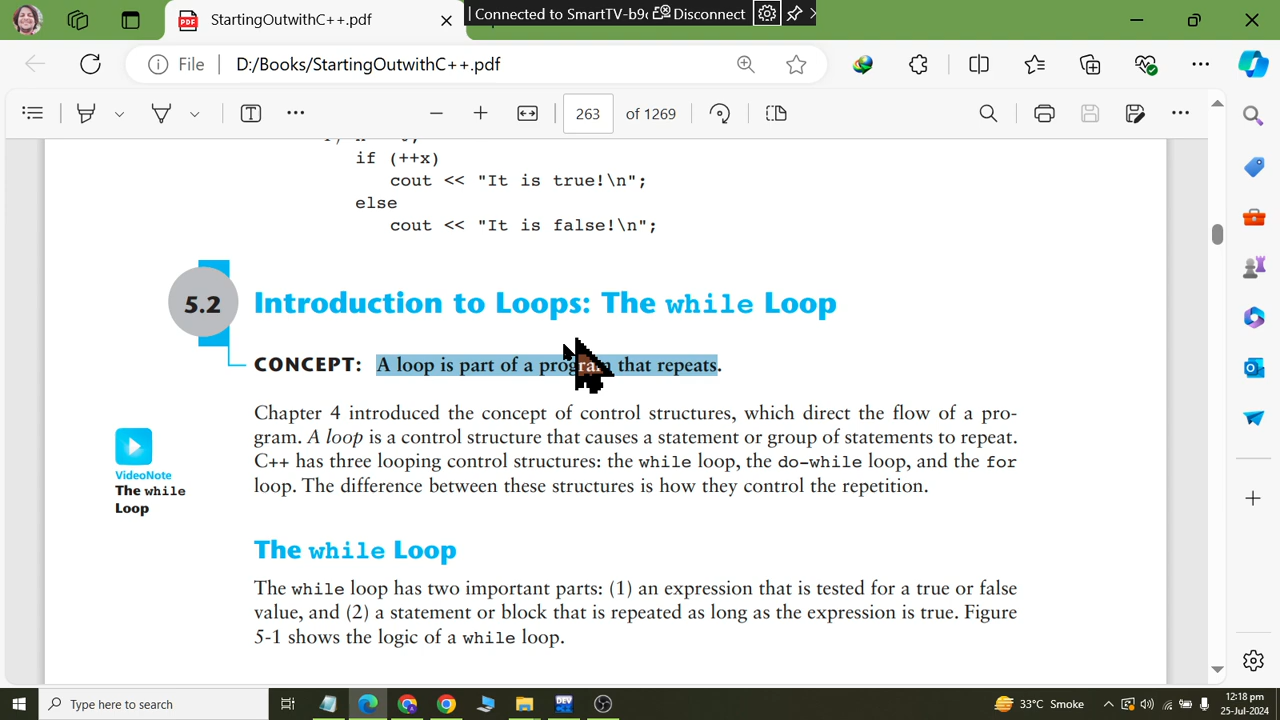 StartingOutwithC++.pdf
Connected to SmartTV-b9
Disconnect
File
D:/Books/StartingOutwithC++.pdf
263 of 1269
if (++x)
cout << "It is true!\n";
else
cout << "It is false!\n";
5.2 Introduction to Loops: The while Loop
CONCEPT: A loop is part of a program that repeats.
Chapter 4 introduced the concept of control structures, which direct the flow of a pro-
gram. A loop is a control structure that causes a statement or group of statements to repeat.
C++ has three looping control structures: the while loop, the do-while loop, and the for
loop. The difference between these structures is how they control the repetition.
VideoNote
The while
Loop
The while Loop
The while loop has two important parts: (1) an expression that is tested for a true or false
value, and (2) a statement or block that is repeated as long as the expression is true. Figure
5-1 shows the logic of a while loop.
Type here to search
DEV
33°C Smoke
12:18 pm
25-Jul-2024